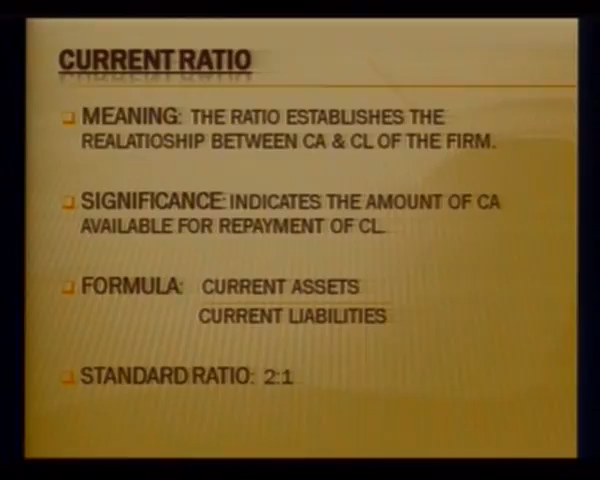 CURRENT RATIO
MEANING: THE RATIO ESTABLISHES THE
REALATIOSHIP BETWEEN CA & CL OF THE FIRM.
SIGNIFICANCE: INDICATES THE AMOUNT OF CA
AVAILABLE FOR REPAYMENT OF CL.
FORMULA: CURRENT ASSETS
CURRENT LIABILITIES
STANDARD RATIO: 2:1